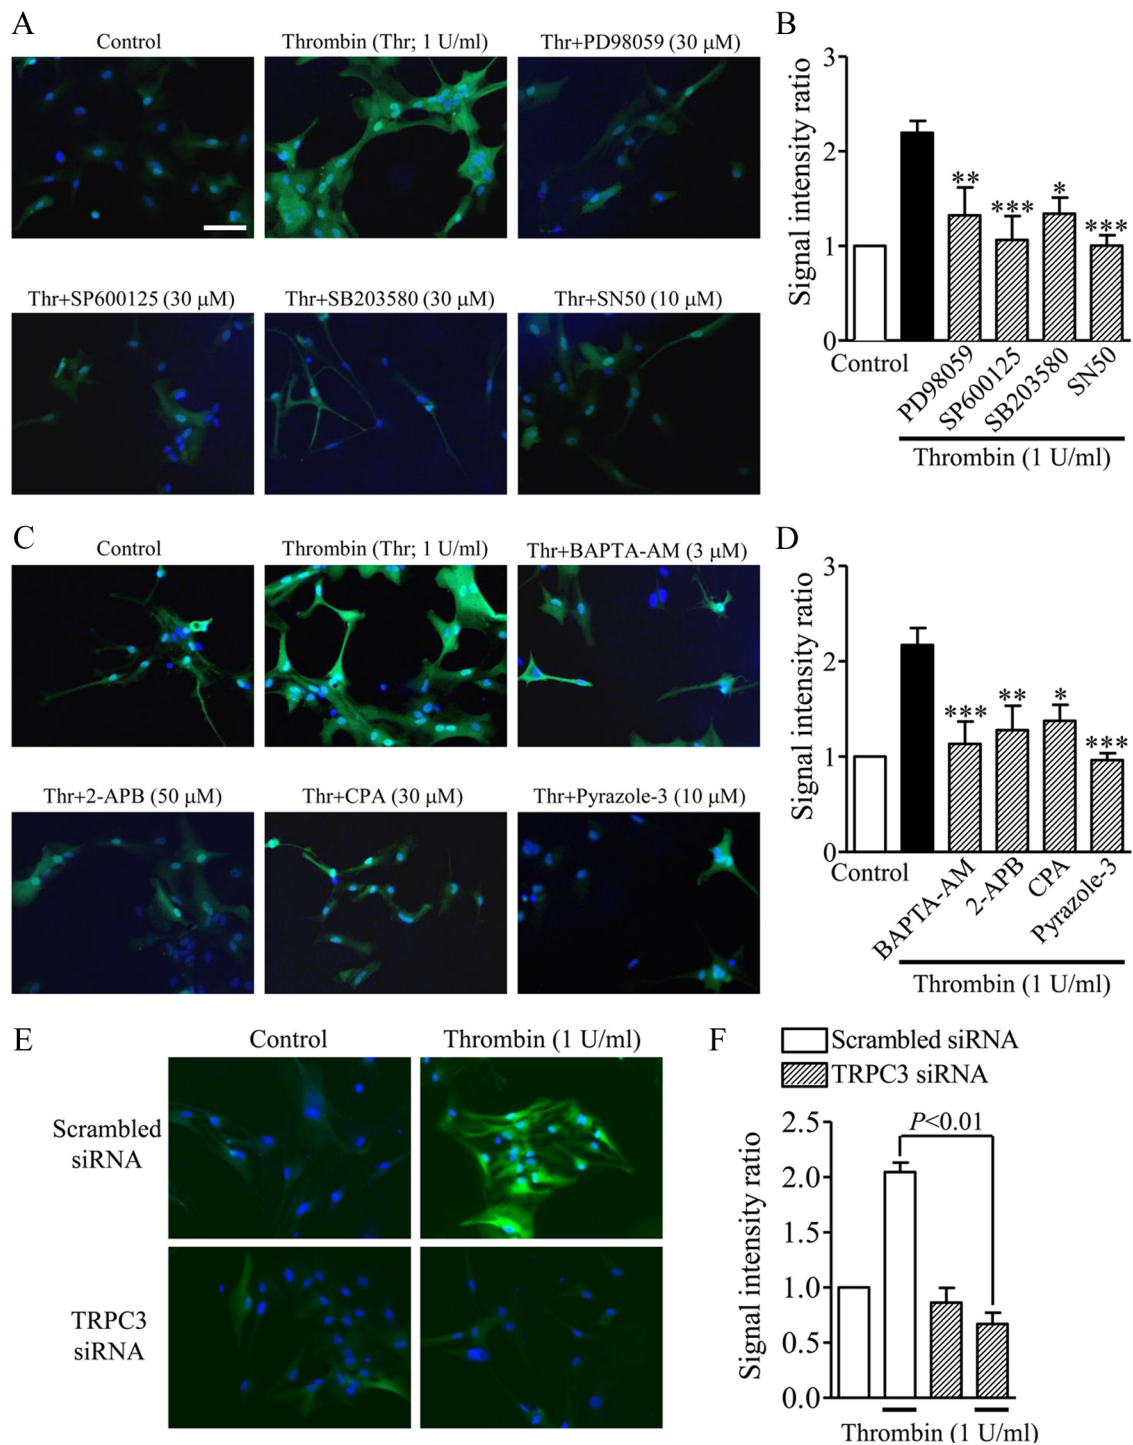 A
Control
Thrombin (Thr; 1 U/ml)
Thr+PD98059 (30 μM)
Thr+SP600125 (30 μM)
Thr+SB203580 (30 μM)
Thr+SN50 (10 μM)
B
Signal intensity ratio
3
2
1
0
**
***
*
***
Control
PD98059
SP600125
SB203580
SN50
Thrombin (1 U/ml)
C
Control
Thrombin (Thr; 1 U/ml)
Thr+BAPTA-AM (3 μM)
Thr+2-APB (50 μM)
Thr+CPA (30 μM)
Thr+Pyrazole-3 (10 μM)
D
Signal intensity ratio
3
2
1
0
***
**
*
***
Control
BAPTA-AM
2-APB
CPA
Pyrazole-3
Thrombin (1 U/ml)
E
Control
Thrombin (1 U/ml)
Scrambled
siRNA
TRPC3
siRNA
F
Scrambled siRNA
TRPC3 siRNA
Signal intensity ratio
2.5
2.0
1.5
1.0
0.5
0.0
P<0.01
Thrombin (1 U/ml)